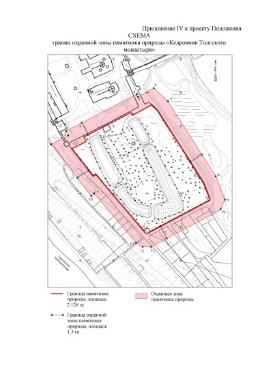 Приложение IV к проекту Положения
СХЕМА
границ охранной зоны памятника природы «Кедровник Толгского
монастыря»
Граница памятника
природы, площадь
2,126 га
Охранная зона
памятника природы
Граница охранной
зоны памятника
природы, площадь
1,3 га